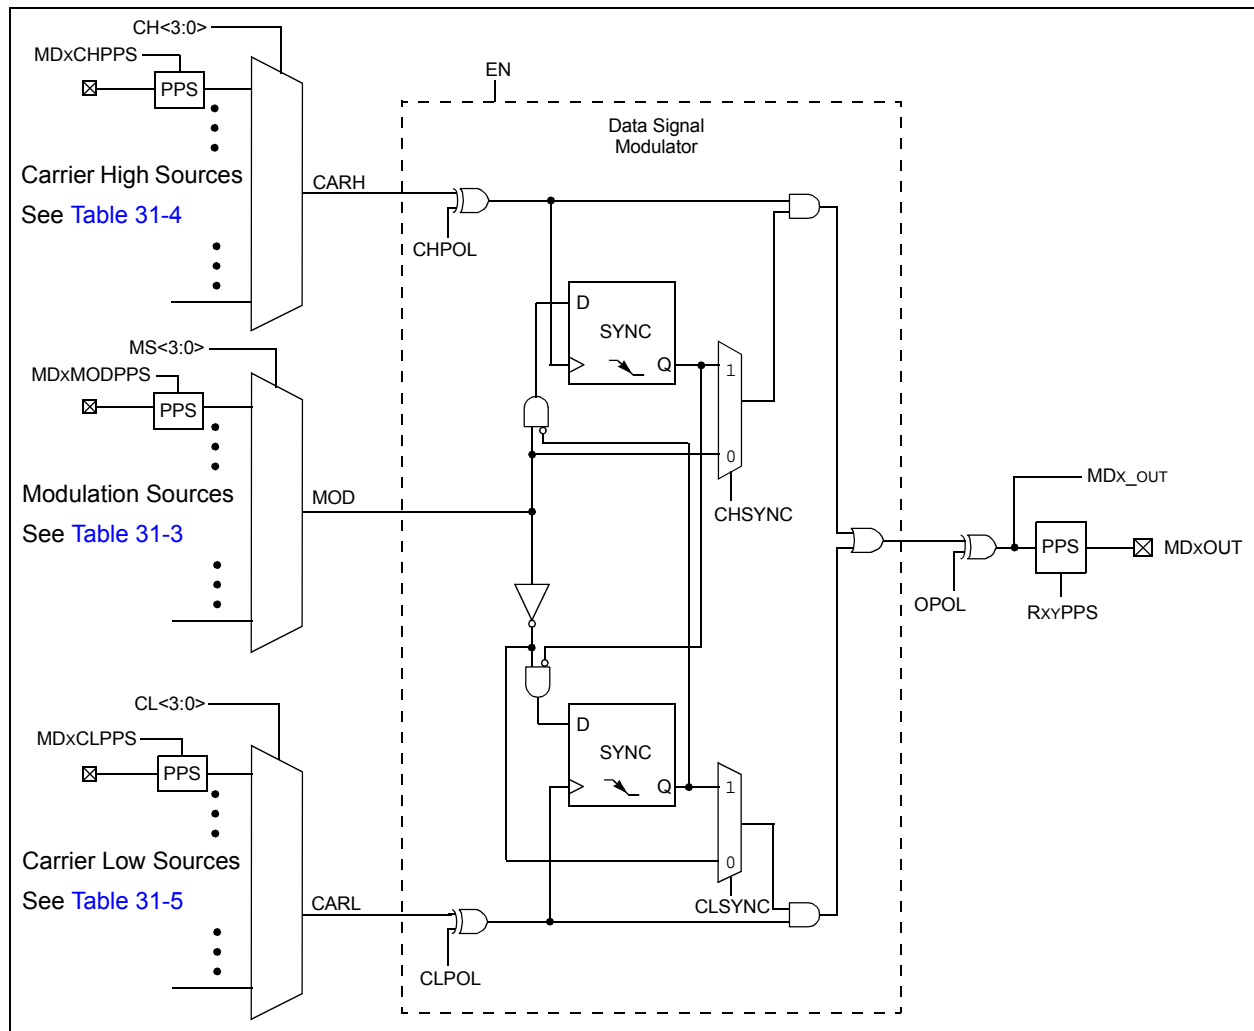 CH<3:0>
MDxCHPPS
PPS
Carrier High Sources
See Table 31-4
CARH
EN
Data Signal
Modulator
CHPOL
D
SYNC
Q
1
0
CHSYNC
MS<3:0>
MDxMODPPS
PPS
Modulation Sources
See Table 31-3
MOD
MDx_OUT
PPS
MDxOUT
OPOL
RxyPPS
CL<3:0>
MDxCLPPS
PPS
Carrier Low Sources
See Table 31-5
CARL
D
SYNC
Q
1
0
CLSYNC
CLPOL